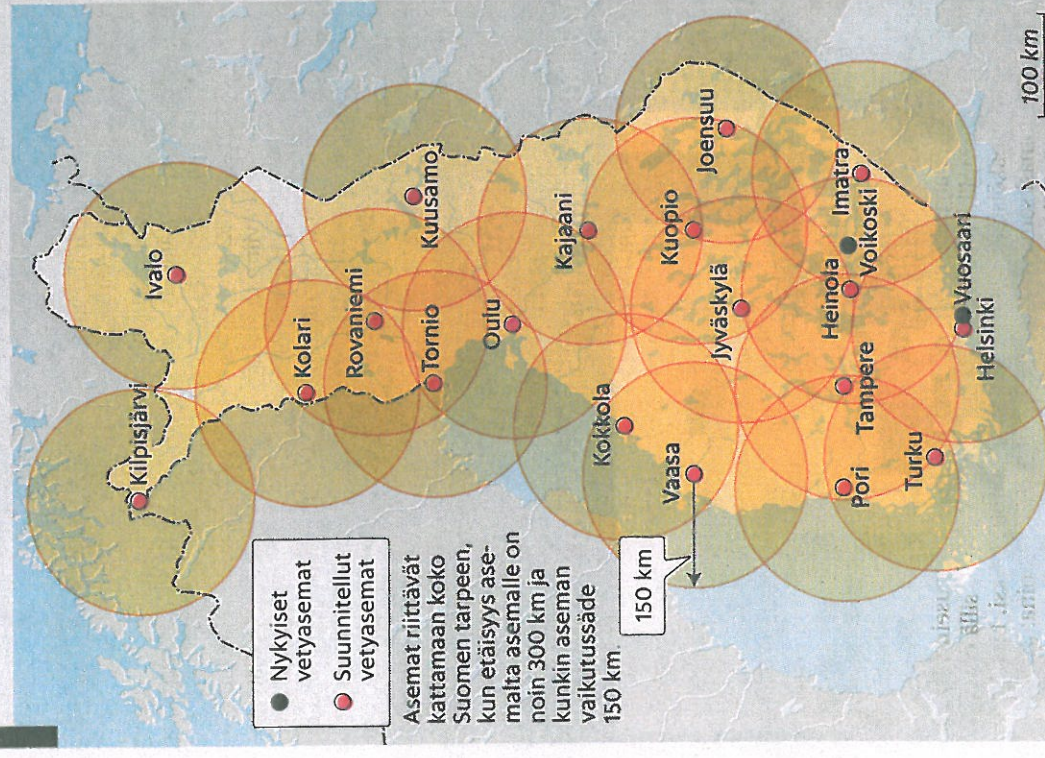 Kilpisjärvi
Ivalo
Kolari
Rovaniemi
Kuusamo
Tornio
Oulu
Kajaani
Kokkola
Vaasa
Kuopio
Joensuu
Jyväskylä
Pori
Tampere
Heinola
Voikoski
Imatra
Turku
Helsinki
Vuosaari
Nykyiset
vetyasemat
Suunnitellut
vetyasemat
Asemat riittävät
kattamaan koko
Suomen tarpeen,
kun etäisyys ase-
malta asemalle on
noin 300 km ja
kunkin aseman
vaikutussäde
150 km.
150 km
100 km